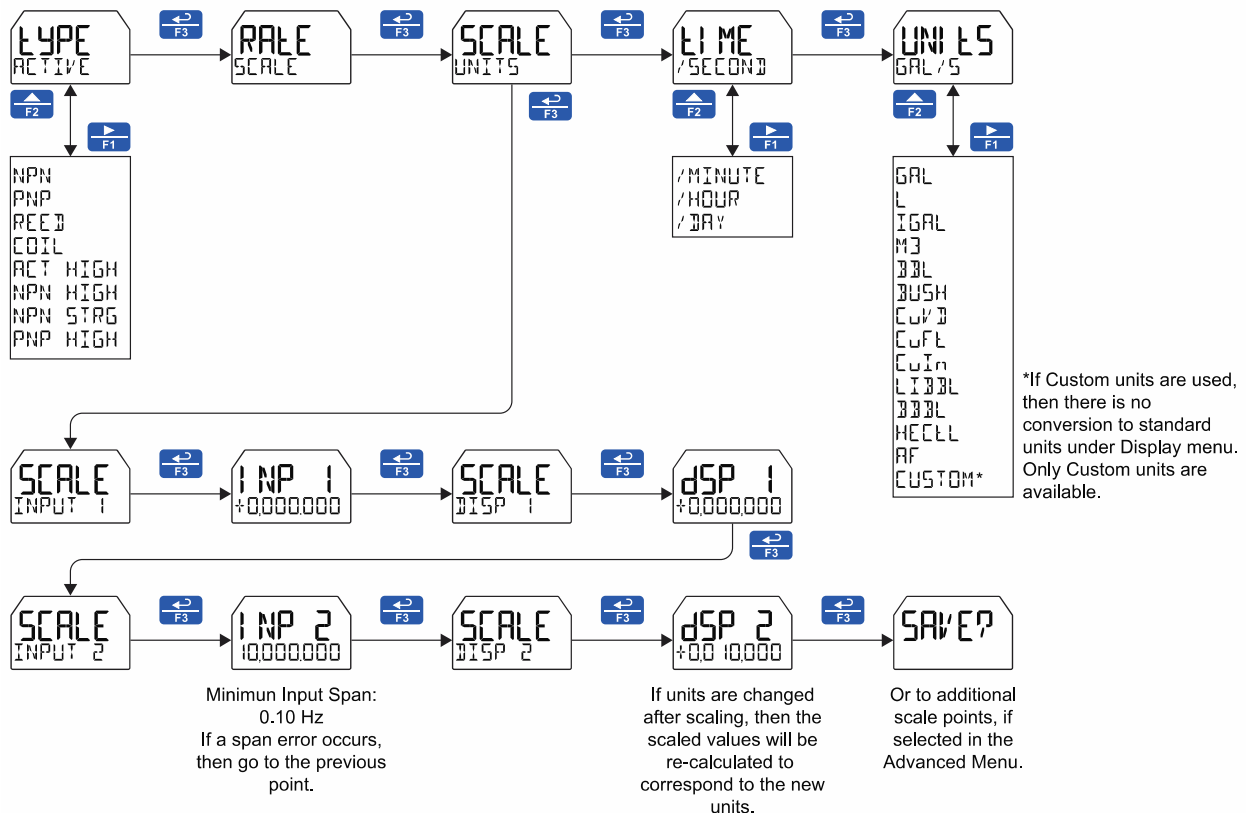 tYPE
ACTIVE
F3
RAtE
SCALE
F3
SCALE
UNITS
F3
tIME
/SECOND
F3
UNItS
GAL/S
F2
F3
F2
F2
F1
F1
F1
NPN
PNP
REED
COIL
ACT HIGH
NPN HIGH
NPN STRG
PNP HIGH
/MINUTE
/HOUR
/DAY
GAL
L
IGAL
M3
BBL
BUSH
CuYD
CuFt
CuIn
LIBBL
BBBL
HECtL
AF
CUSTOM*
*If Custom units are used,
then there is no
conversion to standard
units under Display menu.
Only Custom units are
available.
SCALE
INPUT 1
F3
INP 1
+0,000,000
F3
SCALE
DISP 1
F3
dSP 1
+0,000,000
F3
SCALE
INPUT 2
F3
INP 2
10,000.000
F3
SCALE
DISP 2
F3
dSP 2
+0,010,000
F3
SAVE?
Minimun Input Span:
0.10 Hz
If a span error occurs,
then go to the previous
point.
If units are changed
after scaling, then the
scaled values will be
re-calculated to
correspond to the new
units.
Or to additional
scale points, if
selected in the
Advanced Menu.